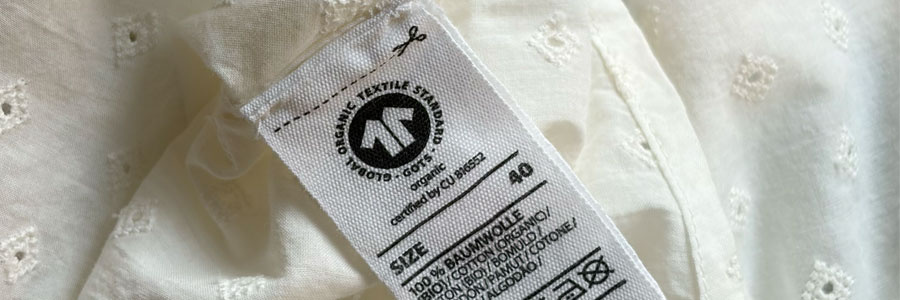 GLOBAL ORGANIC TEXTILE STANDARD · GOTS ·
organic
certified by CU 816552
SIZE 40
100 % BAUMWOLLE
(BIO)/ COTTON (ORGANIC)/
(BIO)/ BOMULD /
PAMUT/ COTONE/
ALGODÃO /